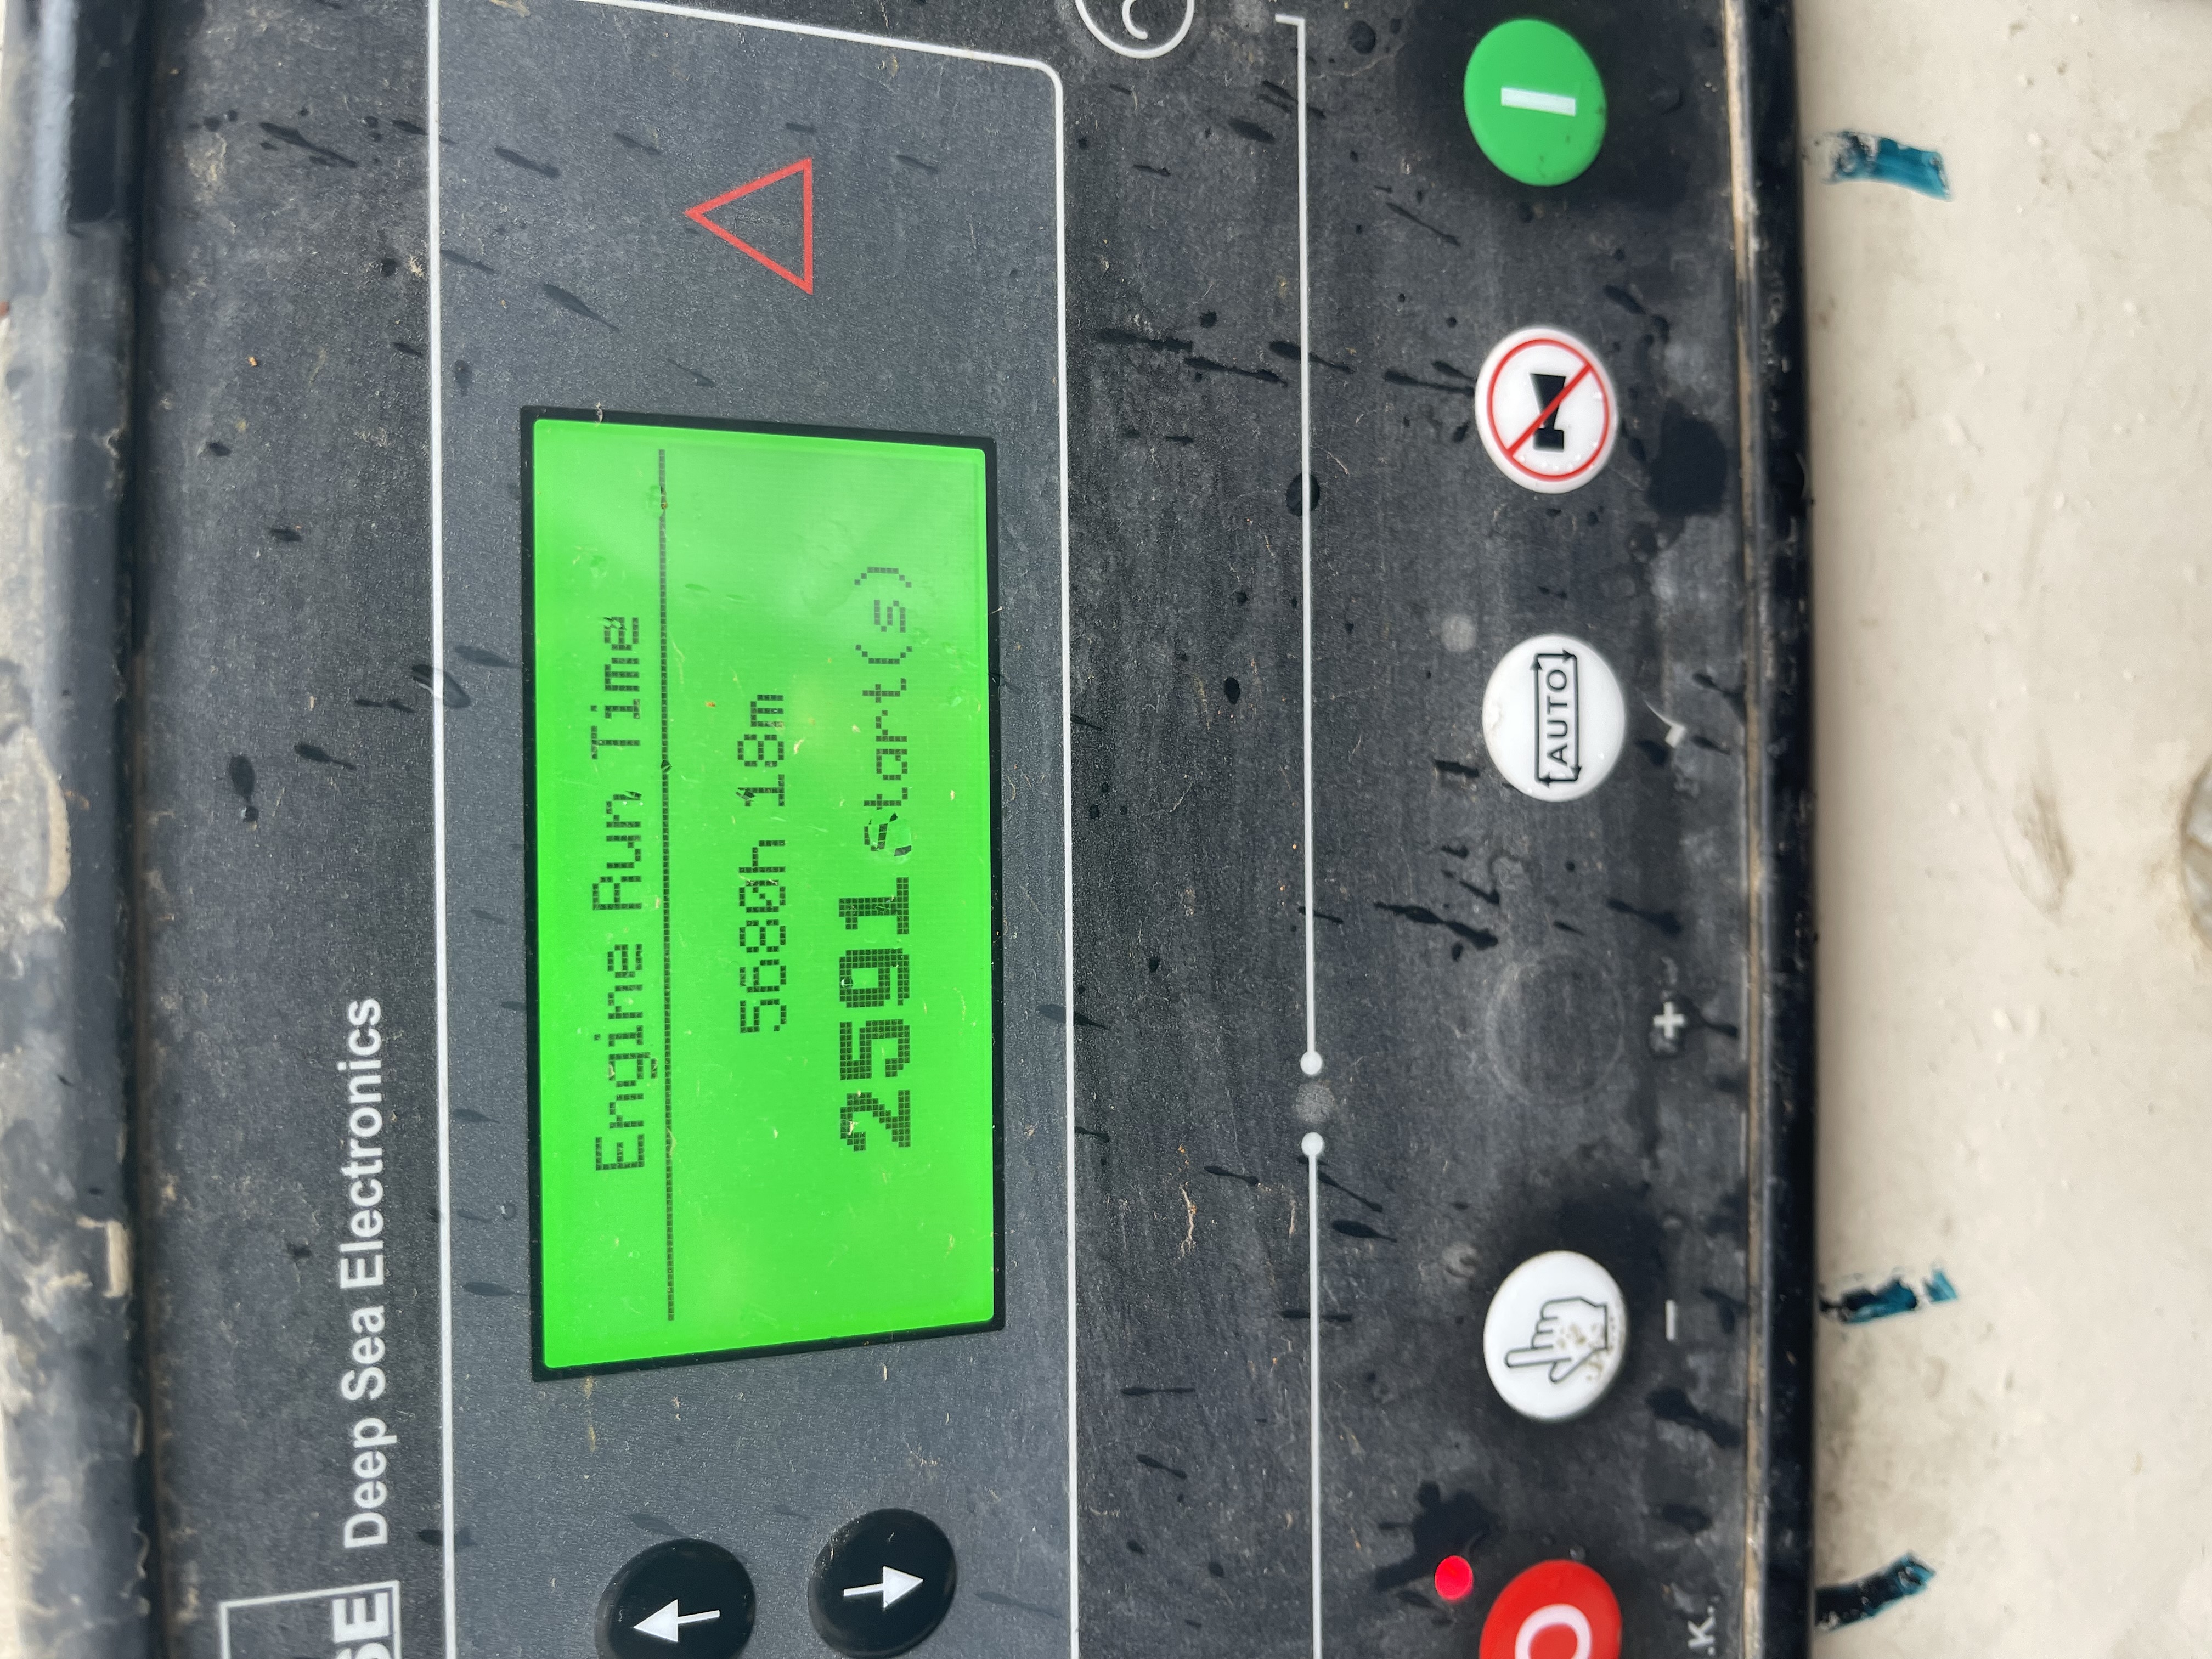 SE Deep Sea Electronics
Engine Run Time
5680h 18m
2591 Start(s)
AUTO
- +
.K.